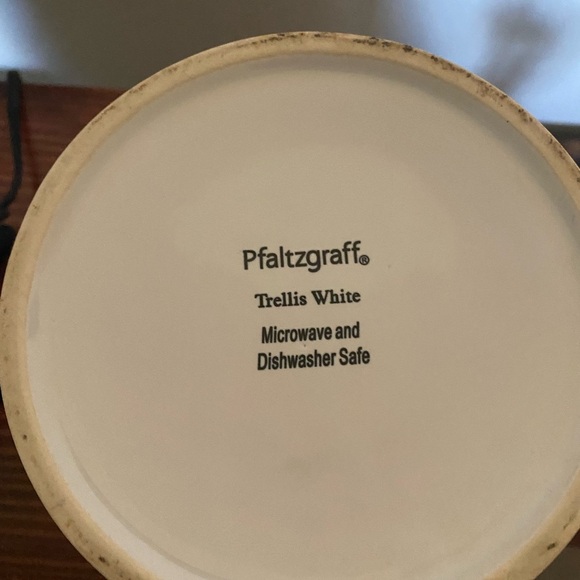 Pfaltzgraff®
Trellis White
Microwave and
Dishwasher Safe